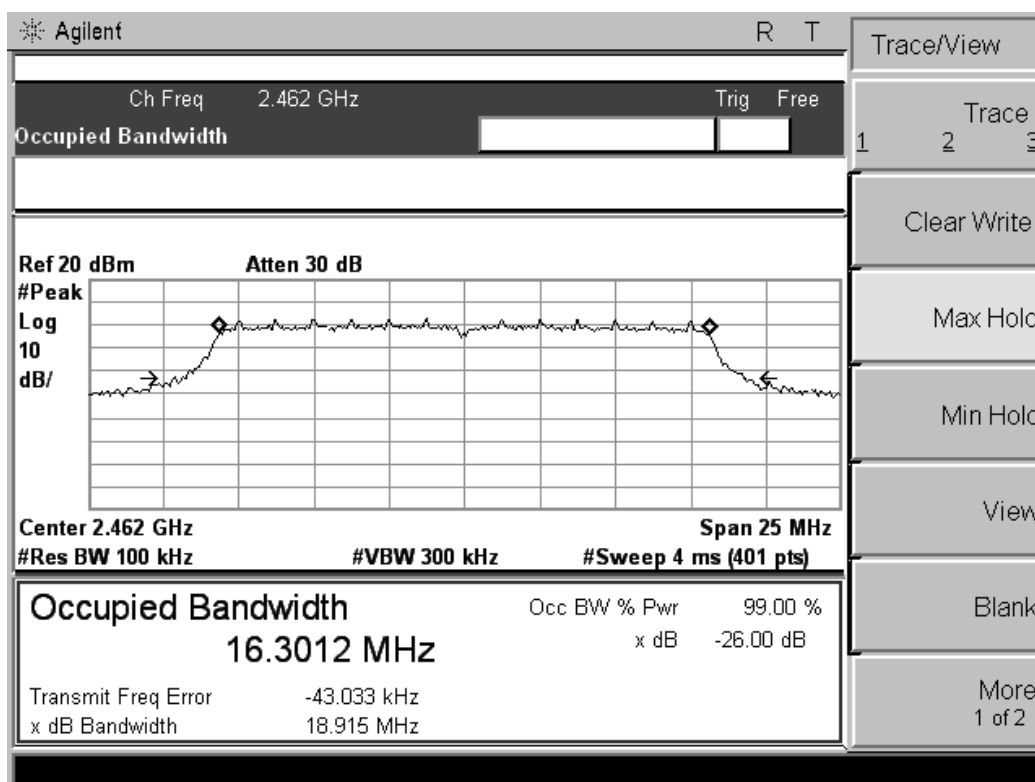 Agilent R T
Trace/View
Ch Freq 2.462 GHz Trig Free
Occupied Bandwidth
Trace
1 2 3
Clear Write
Ref 20 dBm Atten 30 dB
#Peak
Log
10
dB/
Max Hold
Min Hold
View
Center 2.462 GHz Span 25 MHz
#Res BW 100 kHz #VBW 300 kHz #Sweep 4 ms (401 pts)
Occupied Bandwidth
16.3012 MHz
Occ BW % Pwr 99.00 %
x dB -26.00 dB
Transmit Freq Error -43.033 kHz
x dB Bandwidth 18.915 MHz
Blank
More
1 of 2